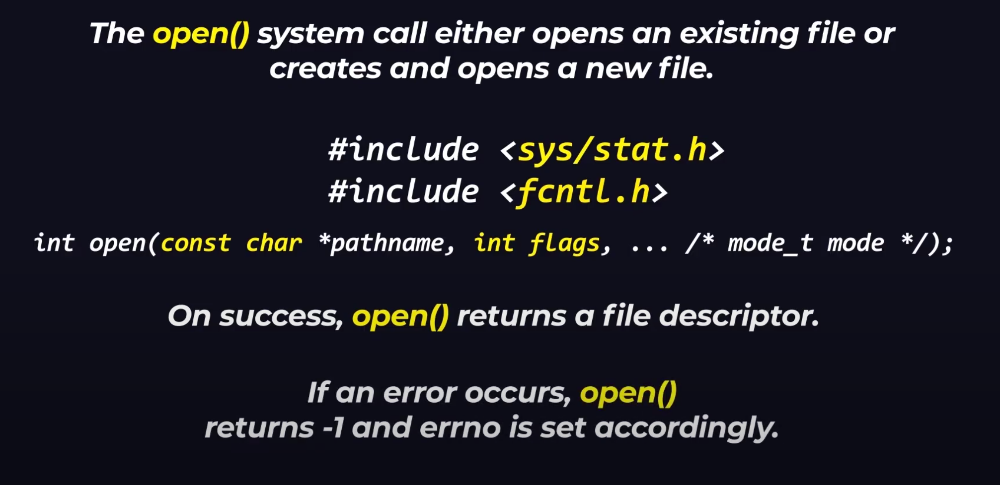 The open() system call either opens an existing file or
creates and opens a new file.
#include <sys/stat.h>
#include <fcntl.h>
int open(const char *pathname, int flags, ... /* mode_t mode */);
On success, open() returns a file descriptor.
If an error occurs, open()
returns -1 and errno is set accordingly.